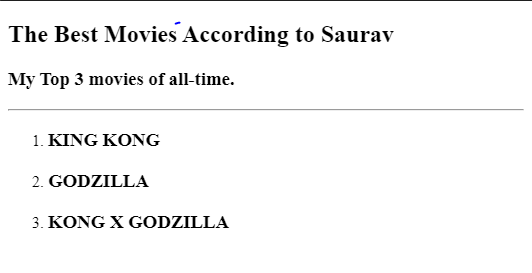 The Best Movies According to Saurav
My Top 3 movies of all-time.
1. KING KONG
2. GODZILLA
3. KONG X GODZILLA